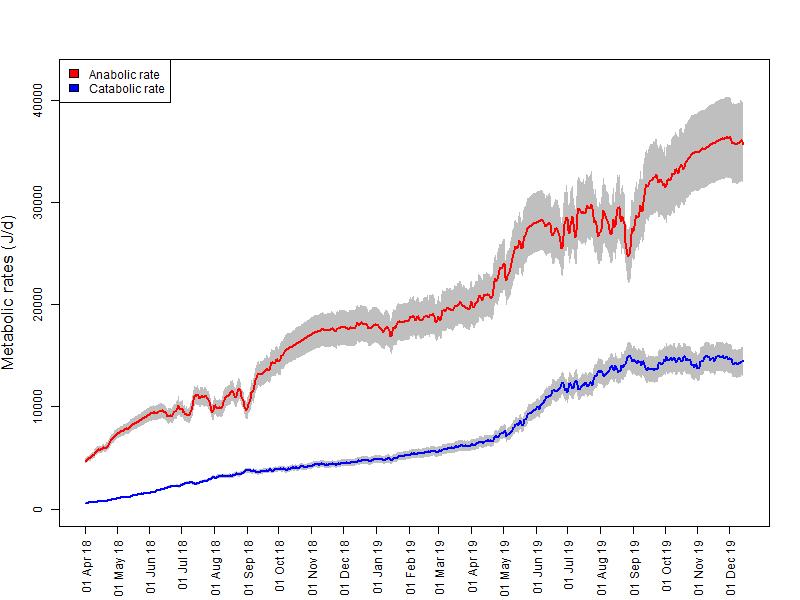 Anabolic rate
Catabolic rate
Metabolic rates (J/d)
40000
30000
20000
10000
0
01 Apr 18
01 May 18
01 Jun 18
01 Jul 18
01 Aug 18
01 Sep 18
01 Oct 18
01 Nov 18
01 Dec 18
01 Jan 19
01 Feb 19
01 Mar 19
01 Apr 19
01 May 19
01 Jun 19
01 Jul 19
01 Aug 19
01 Sep 19
01 Oct 19
01 Nov 19
01 Dec 19